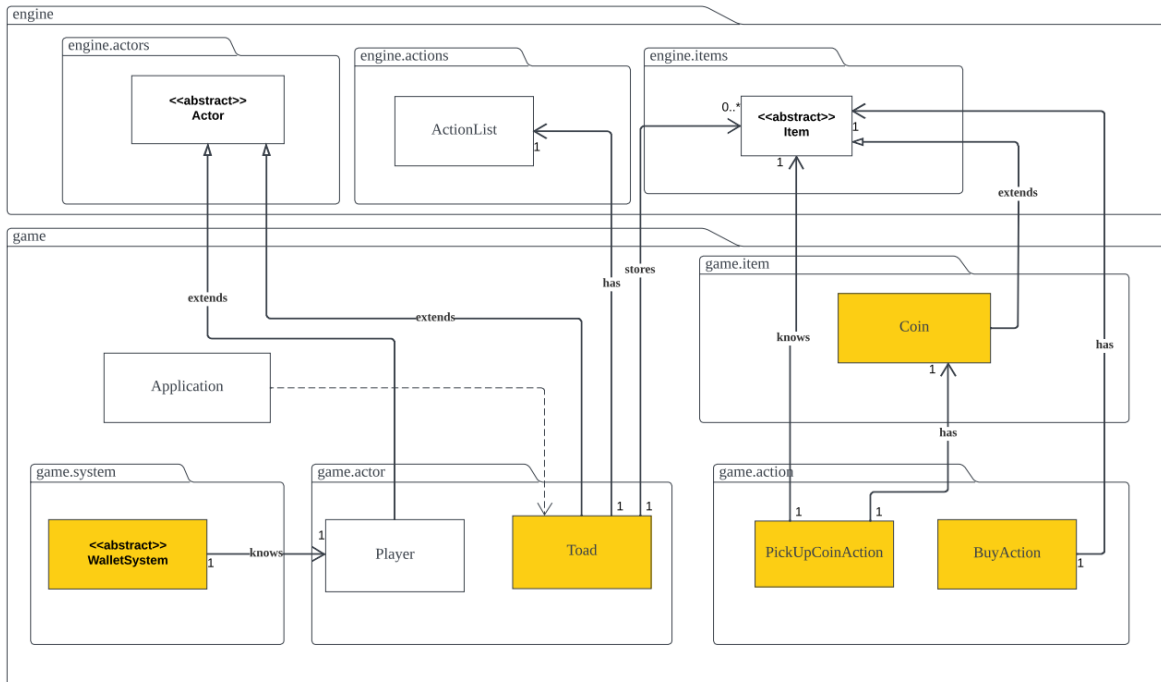 engine
engine.actors
engine.actions
engine.items
<<abstract>>
Actor
ActionList
1
0..*
<<abstract>>
Item
1
1
extends
game
game.item
stores
has
extends
extends
Coin
knows
has
Application
1
has
game.system
game.actor
game.action
<<abstract>>
WalletSystem
1
knows
1
Player
1
1
Toad
1
1
PickUpCoinAction
BuyAction
1